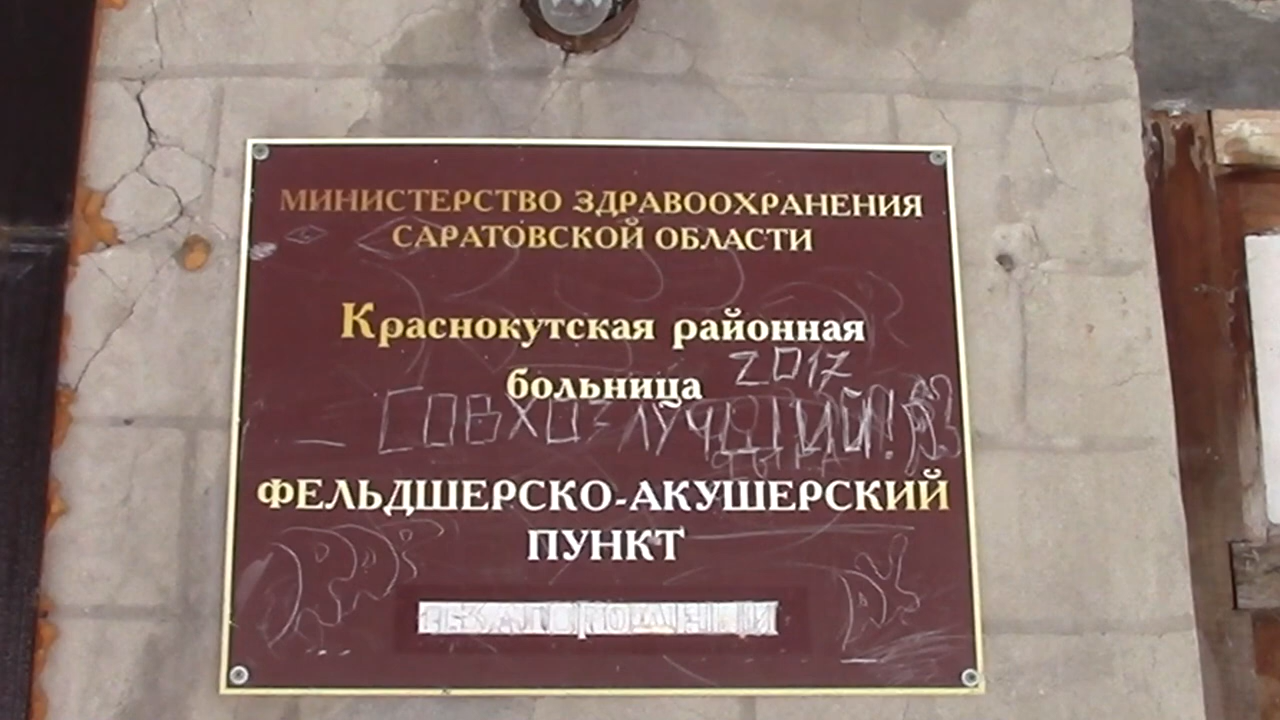 МИНИСТЕРСТВО ЗДРАВООХРАНЕНИЯ
САРАТОВСКОЙ ОБЛАСТИ
Краснокутская районная
больница
2017
СОВХОЗ ЛУЧШИЙ!
ФЕЛЬДШЕРСКО-АКУШЕРСКИЙ
ПУНКТ